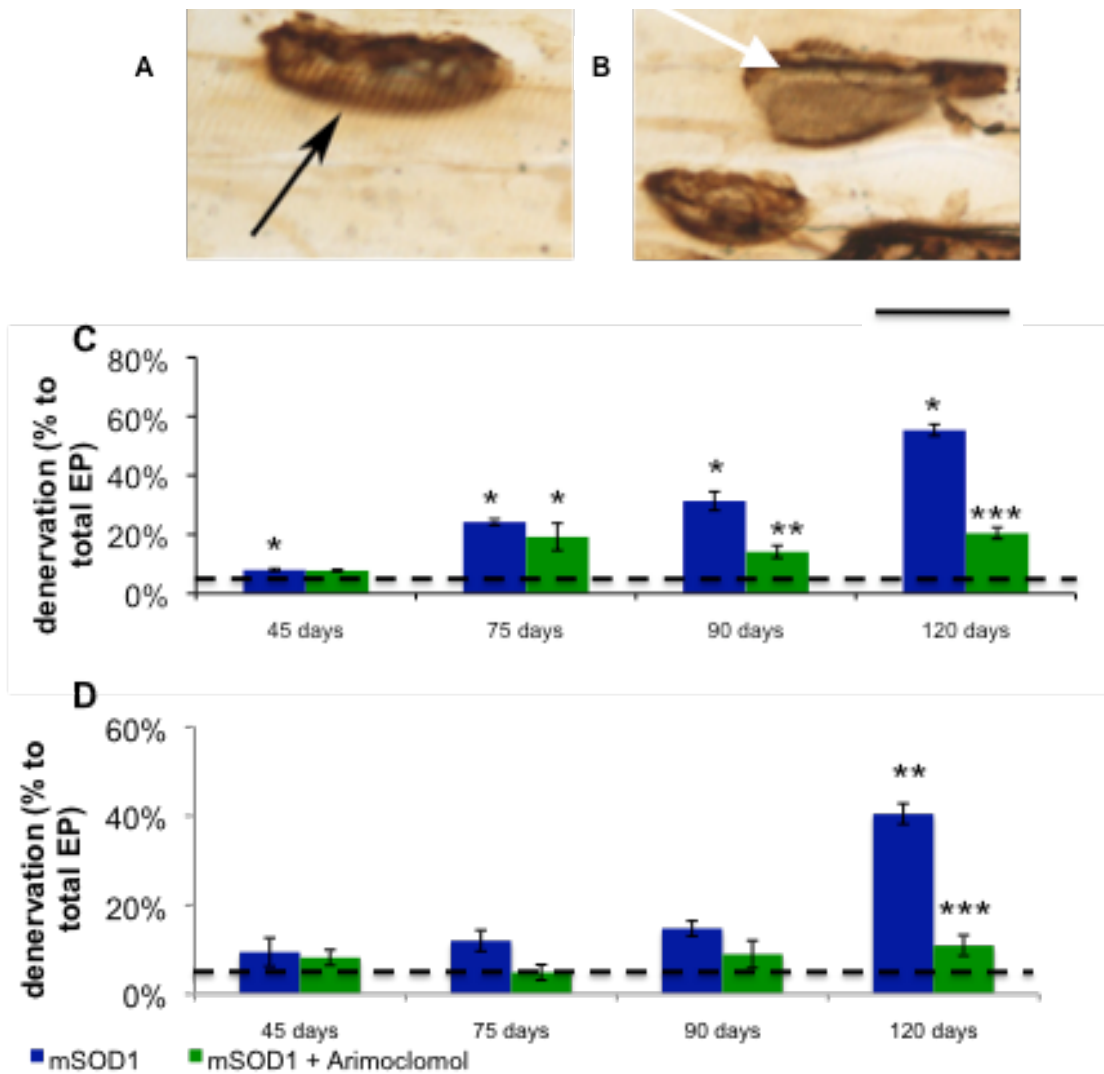 A
B
C
denervation (% to
total EP)
80%
60%
40%
20%
0%
*
*
*
*
**
*
***
45 days
75 days
90 days
120 days
D
denervation (% to
total EP)
60%
40%
20%
0%
**
***
45 days
75 days
90 days
120 days
mSOD1
mSOD1 + Arimoclomol